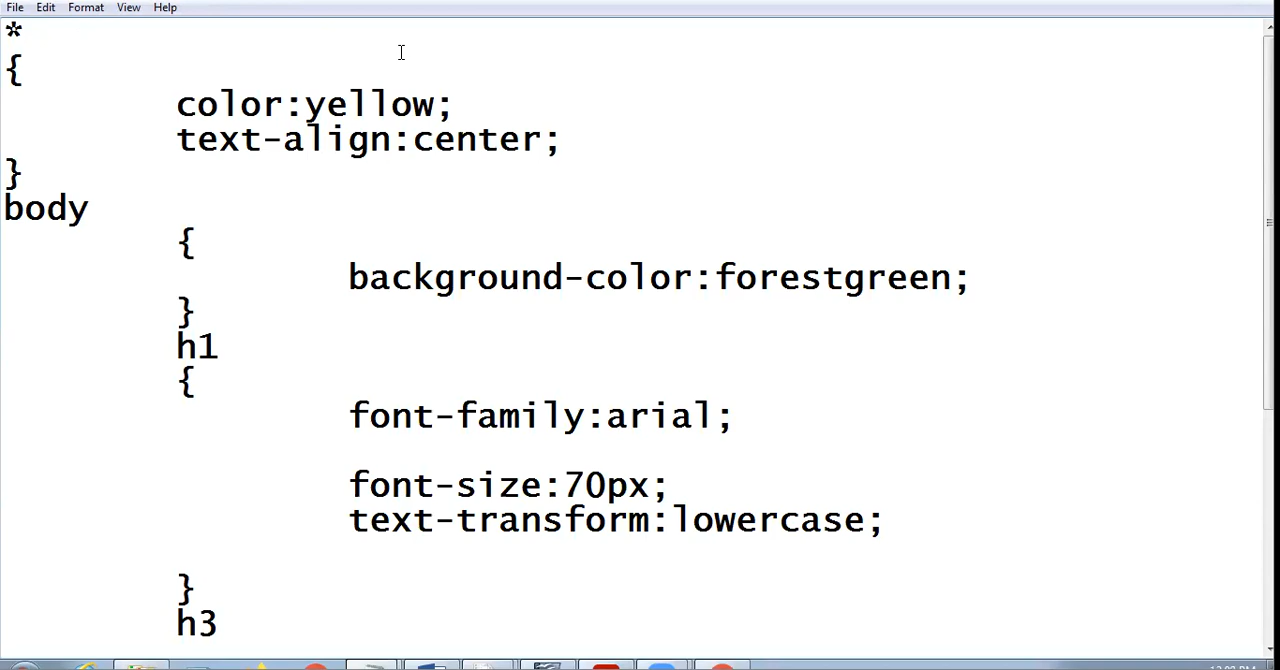 File Edit Format View Help
*
{
color:yellow;
text-align:center;
}
body
{
background-color:forestgreen;
}
h1
{
font-family:arial;
font-size:70px;
text-transform:lowercase;
}
h3